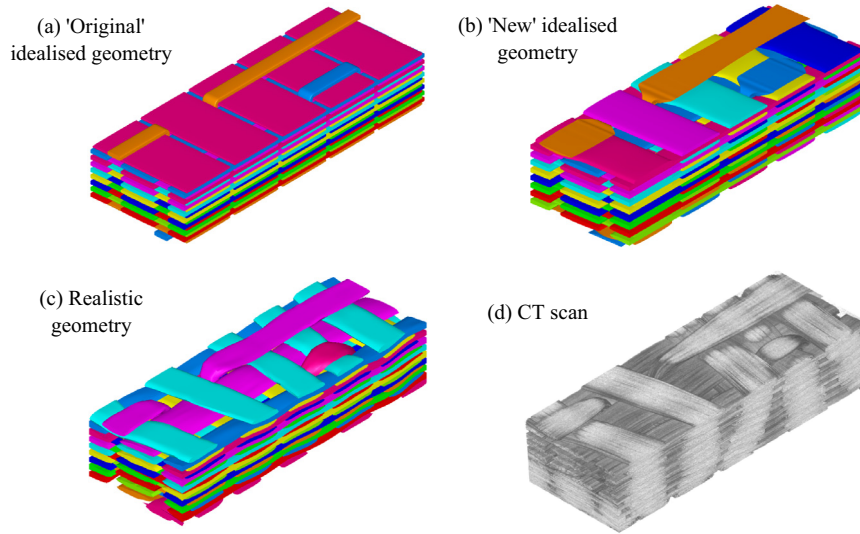 (a) 'Original'
idealised geometry
(b) 'New' idealised
geometry
(c) Realistic
geometry
(d) CT scan